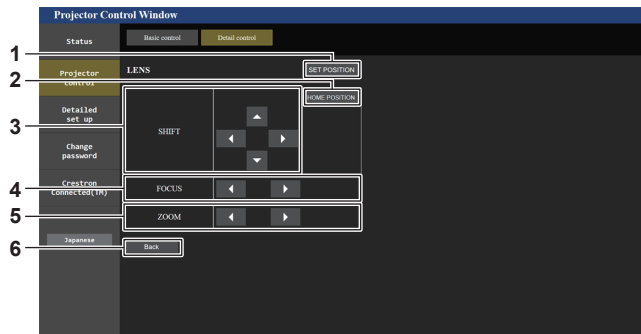 Projector Control Window
Status
Basic control
Detail control
1
2
Projector
control
LENS
SET POSITION
HOME POSITION
Detailed
set up
3
SHIFT
Change
password
4
Crestron
Connected(TM)
FOCUS
5
ZOOM
6
Japanese
Back